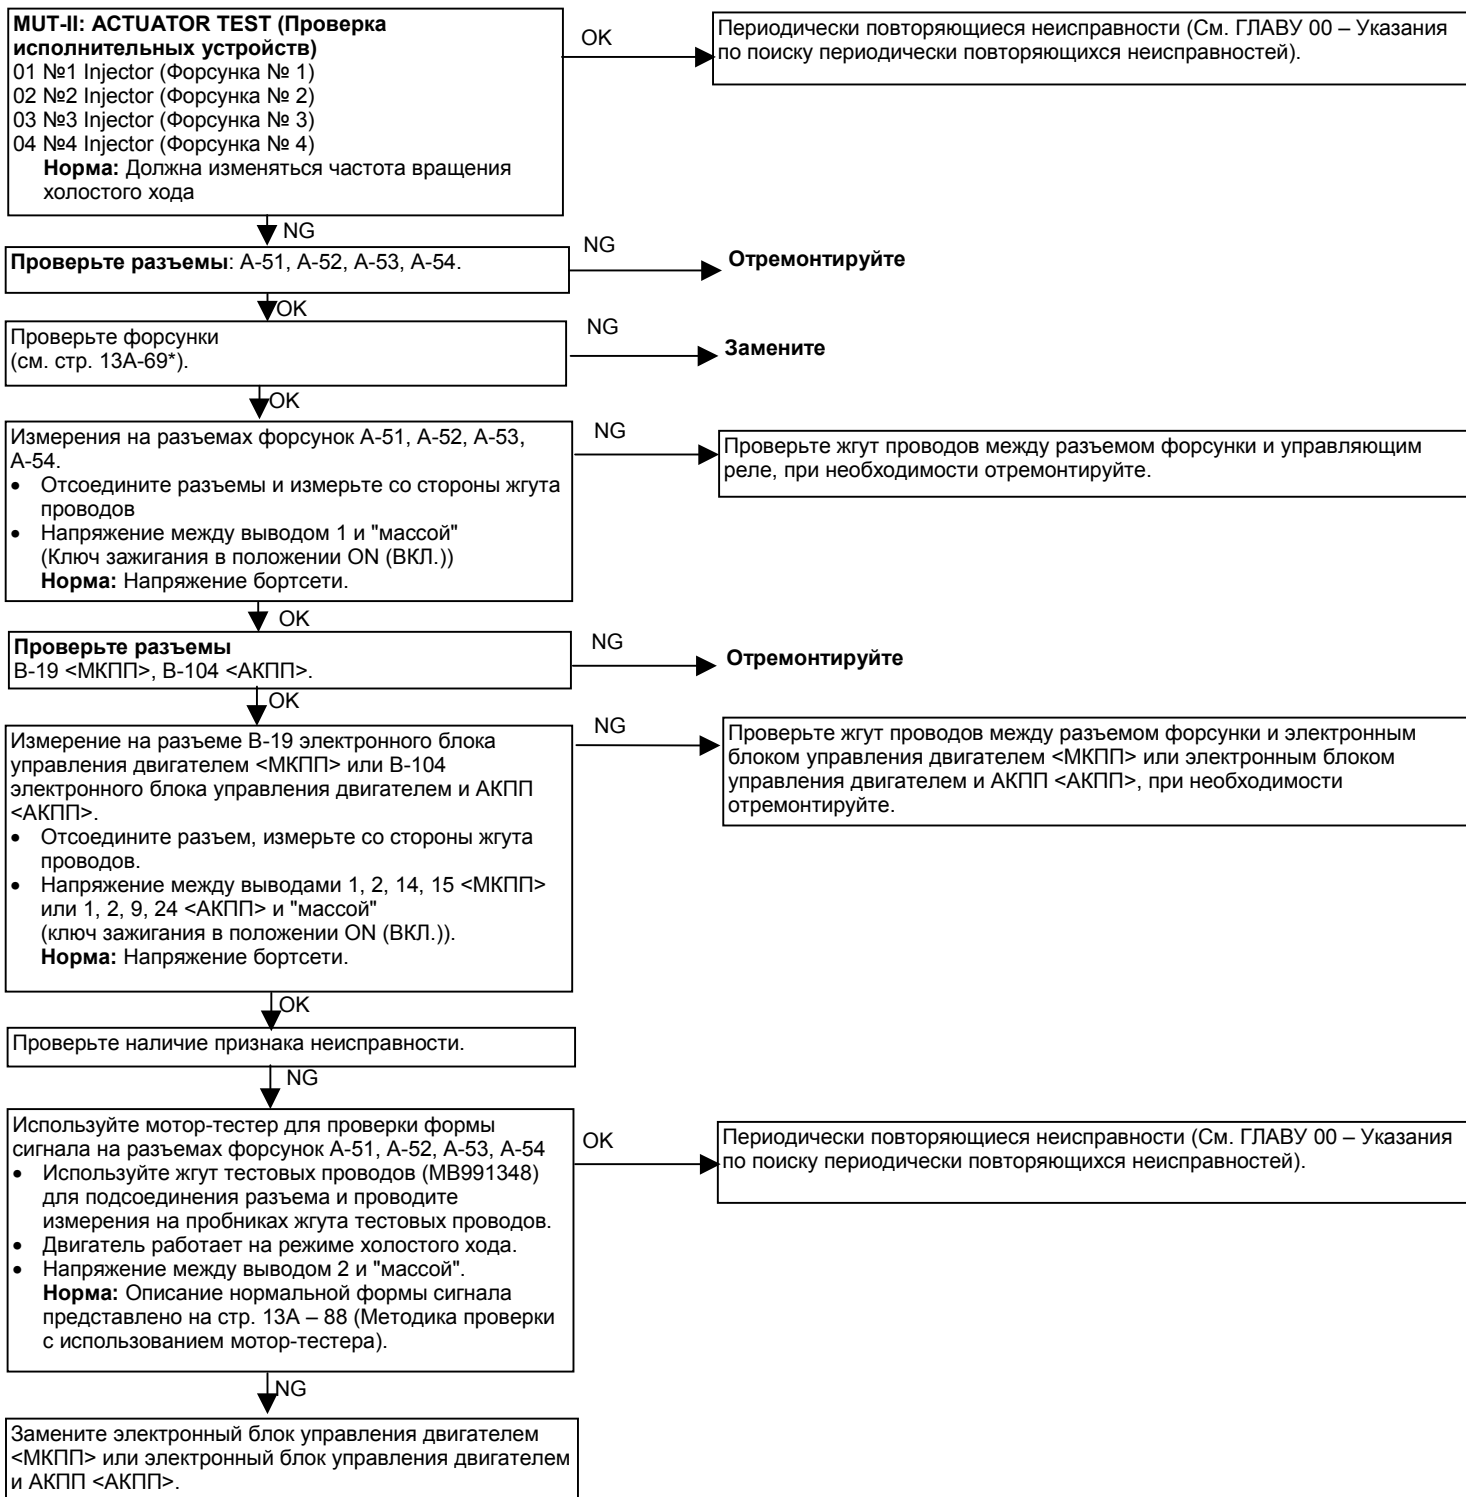 MUT-II: ACTUATOR TEST (Проверка
исполнительных устройств)
01 №1 Injector (Форсунка № 1)
02 №2 Injector (Форсунка № 2)
03 №3 Injector (Форсунка № 3)
04 №4 Injector (Форсунка № 4)
Норма: Должна изменяться частота вращения
холостого хода
OK
Периодически повторяющиеся неисправности (См. ГЛАВУ 00 – Указания
по поиску периодически повторяющихся неисправностей).
NG
Проверьте разъемы: А-51, А-52, А-53, А-54.
NG
Отремонтируйте
OK
Проверьте форсунки
(см. стр. 13А-69*).
NG
Замените
OK
Измерения на разъемах форсунок А-51, А-52, А-53,
А-54.
• Отсоедините разъемы и измерьте со стороны жгута
проводов
• Напряжение между выводом 1 и "массой"
(Ключ зажигания в положении ON (ВКЛ.))
Норма: Напряжение бортсети.
NG
Проверьте жгут проводов между разъемом форсунки и управляющим
реле, при необходимости отремонтируйте.
OK
Проверьте разъемы
В-19 <МКПП>, В-104 <АКПП>.
NG
Отремонтируйте
OK
Измерение на разъеме В-19 электронного блока
управления двигателем <МКПП> или В-104
электронного блока управления двигателем и АКПП
<АКПП>.
• Отсоедините разъем, измерьте со стороны жгута
проводов.
• Напряжение между выводами 1, 2, 14, 15 <МКПП>
или 1, 2, 9, 24 <АКПП> и "массой"
(ключ зажигания в положении ON (ВКЛ.)).
Норма: Напряжение бортсети.
NG
Проверьте жгут проводов между разъемом форсунки и электронным
блоком управления двигателем <МКПП> или электронным блоком
управления двигателем и АКПП <АКПП>, при необходимости
отремонтируйте.
OK
Проверьте наличие признака неисправности.
NG
Используйте мотор-тестер для проверки формы
сигнала на разъемах форсунок А-51, А-52, А-53, А-54
• Используйте жгут тестовых проводов (MB991348)
для подсоединения разъема и проводите
измерения на пробниках жгута тестовых проводов.
• Двигатель работает на режиме холостого хода.
• Напряжение между выводом 2 и "массой".
Норма: Описание нормальной формы сигнала
представлено на стр. 13А – 88 (Методика проверки
с использованием мотор-тестера).
OK
Периодически повторяющиеся неисправности (См. ГЛАВУ 00 – Указания
по поиску периодически повторяющихся неисправностей).
NG
Замените электронный блок управления двигателем
<МКПП> или электронный блок управления двигателем
и АКПП <АКПП>.